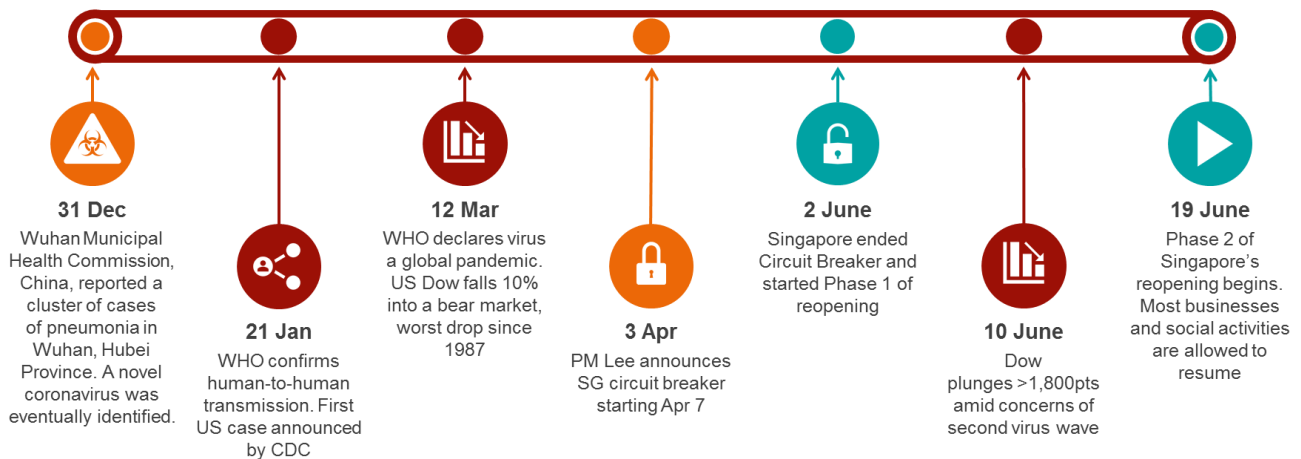 31 Dec
Wuhan Municipal
Health Commission,
China, reported a
cluster of cases
of pneumonia in
Wuhan, Hubei
Province. A novel
coronavirus was
eventually identified.
21 Jan
WHO confirms
human-to-human
transmission. First
US case announced
by CDC
12 Mar
WHO declares virus
a global pandemic.
US Dow falls 10%
into a bear market,
worst drop since
1987
3 Apr
PM Lee announces
SG circuit breaker
starting Apr 7
2 June
Singapore ended
Circuit Breaker and
started Phase 1 of
reopening
10 June
Dow
plunges >1,800pts
amid concerns of
second virus wave
19 June
Phase 2 of
Singapore’s
reopening begins.
Most businesses
and social activities
are allowed to
resume